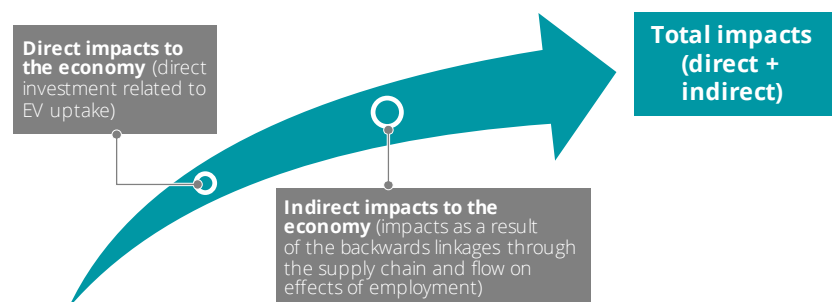 Direct impacts to
the economy (direct
investment related to
EV uptake)
Total impacts
(direct +
indirect)
Indirect impacts to the
economy (impacts as a result
of the backwards linkages through
the supply chain and flow on
effects of employment)